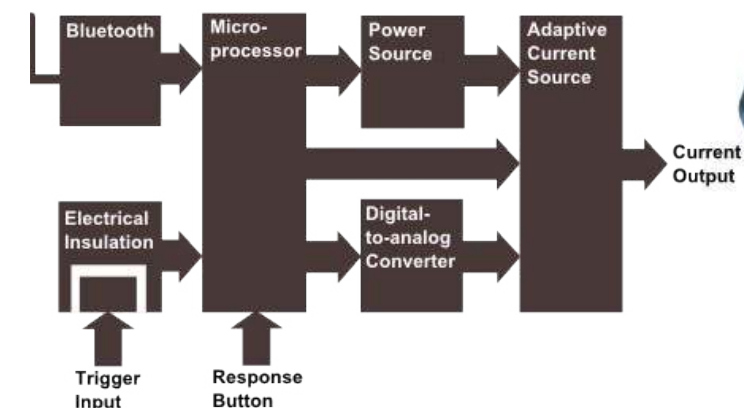 Bluetooth
Micro-
processor
Power
Source
Adaptive
Current
Source
Current
Output
Electrical
Insulation
Digital-
to-analog
Converter
Trigger
Input
Response
Button